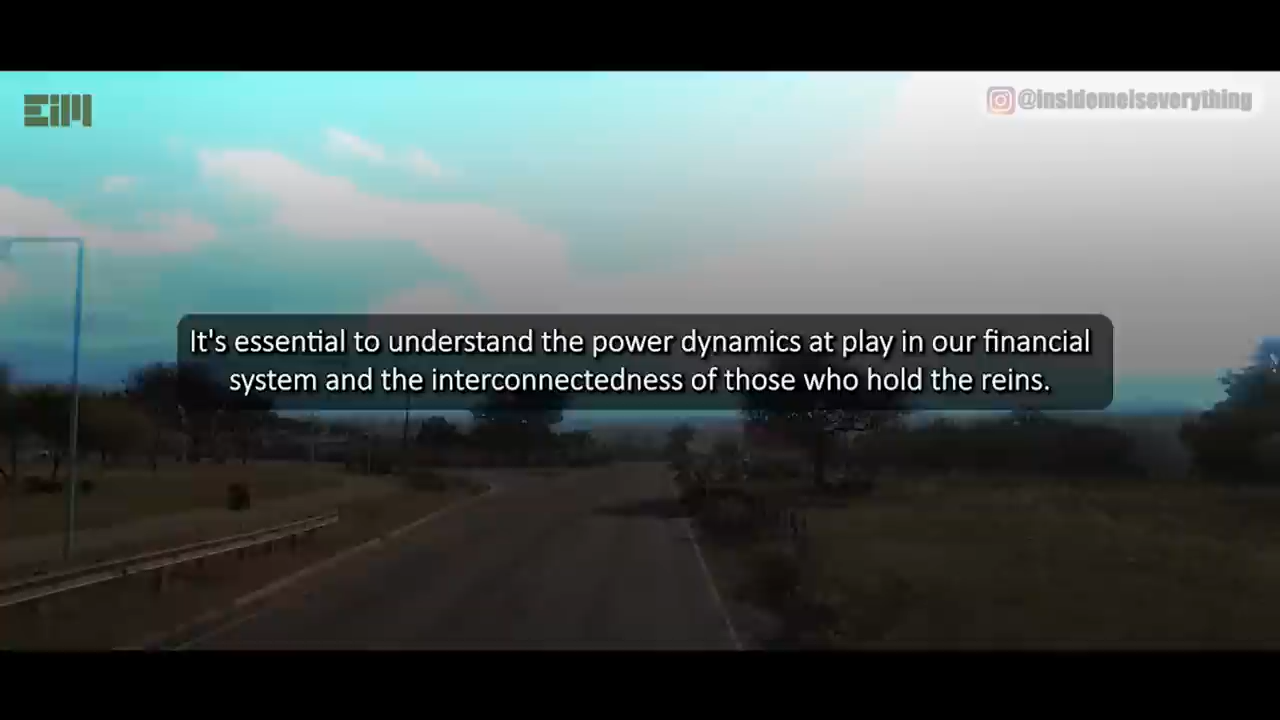 EiM
@insidemeiseverything
It's essential to understand the power dynamics at play in our financial
system and the interconnectedness of those who hold the reins.